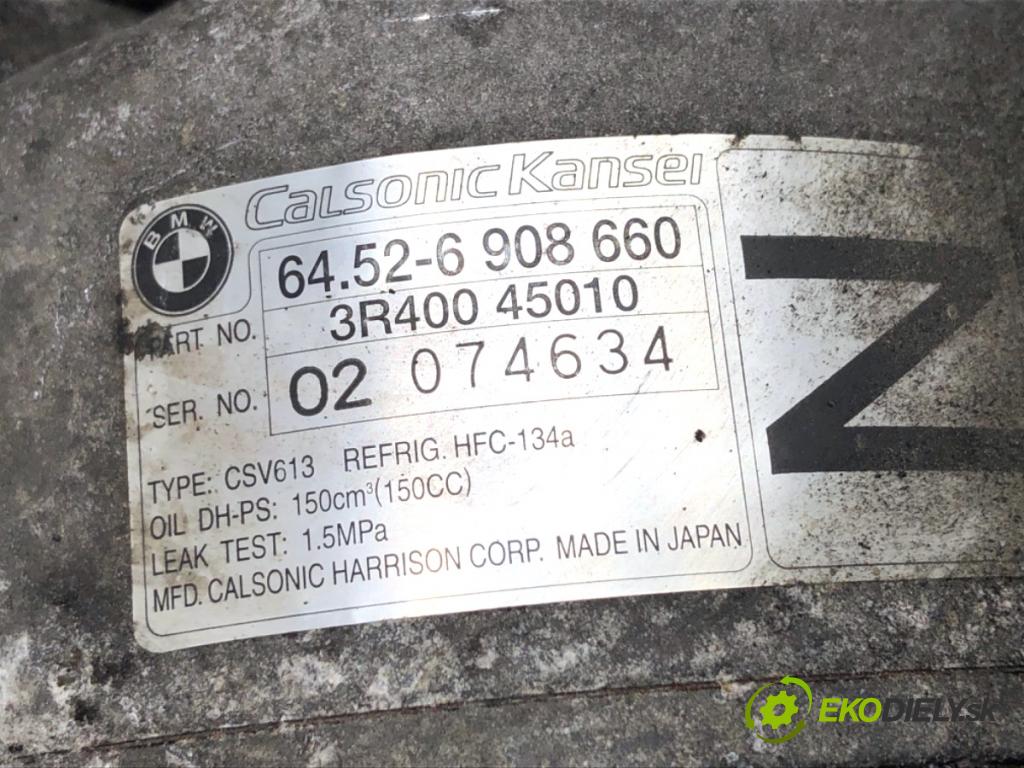 Calsonic Kansei
BMW
64.52-6 908 660
PART NO. 3R400 45010
SER. NO. 02 074634
Z
TYPE: CSV613 REFRIG. HFC-134a
OIL DH-PS: 150cm³(150CC)
LEAK TEST: 1.5MPa
MFD. CALSONIC HARRISON CORP. MADE IN JAPAN
EKODIELY.SK